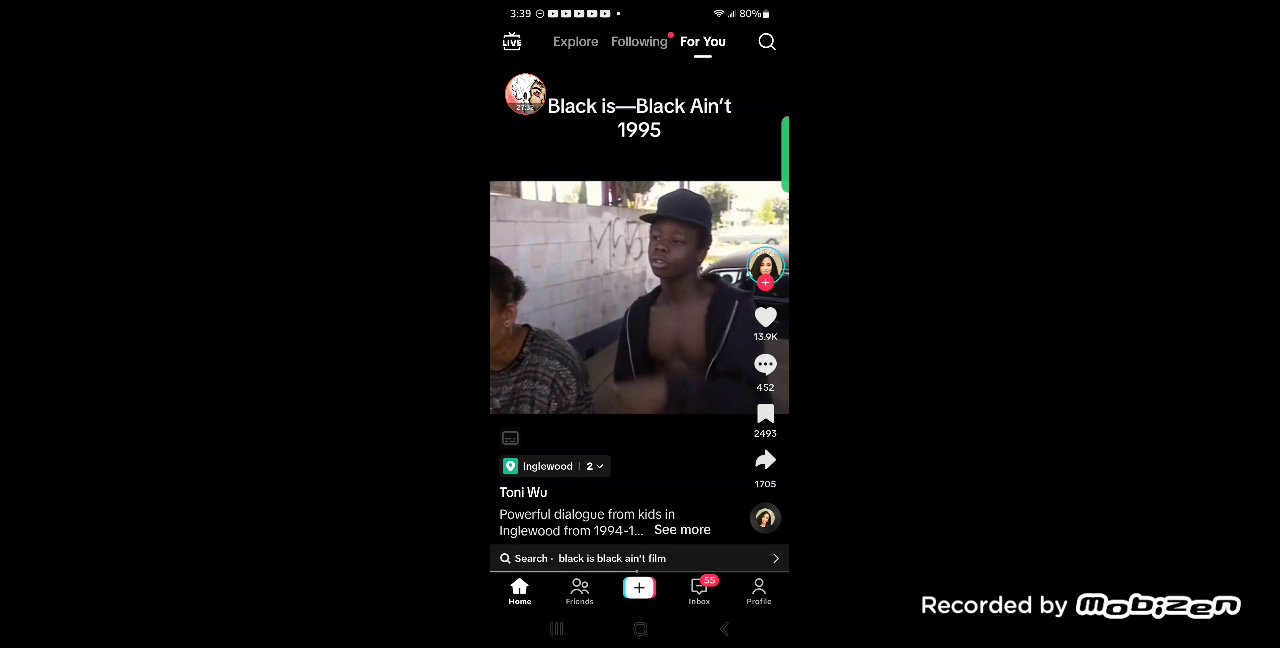 3:39
80%
LIVE
Explore
Following
For You
27:32
Black is—Black Ain't
1995
13.9K
452
2493
1705
Inglewood | 2
Toni Wu
Powerful dialogue from kids in
Inglewood from 1994-1... See more
Search · black is black ain't film
Home
Friends
55
Inbox
Profile
Recorded by mobizen